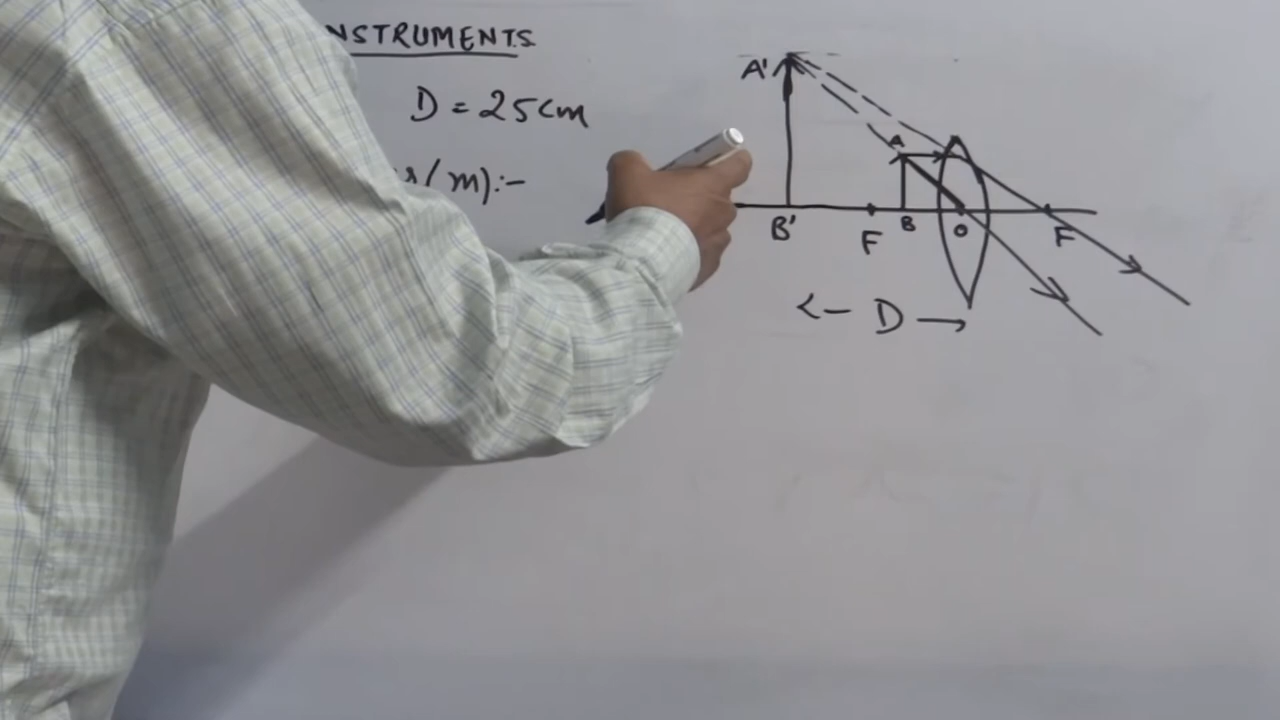 NSTRUMENTS
D = 25cm
/m):-
A'
A
B'
F
B
O
F
<- D ->